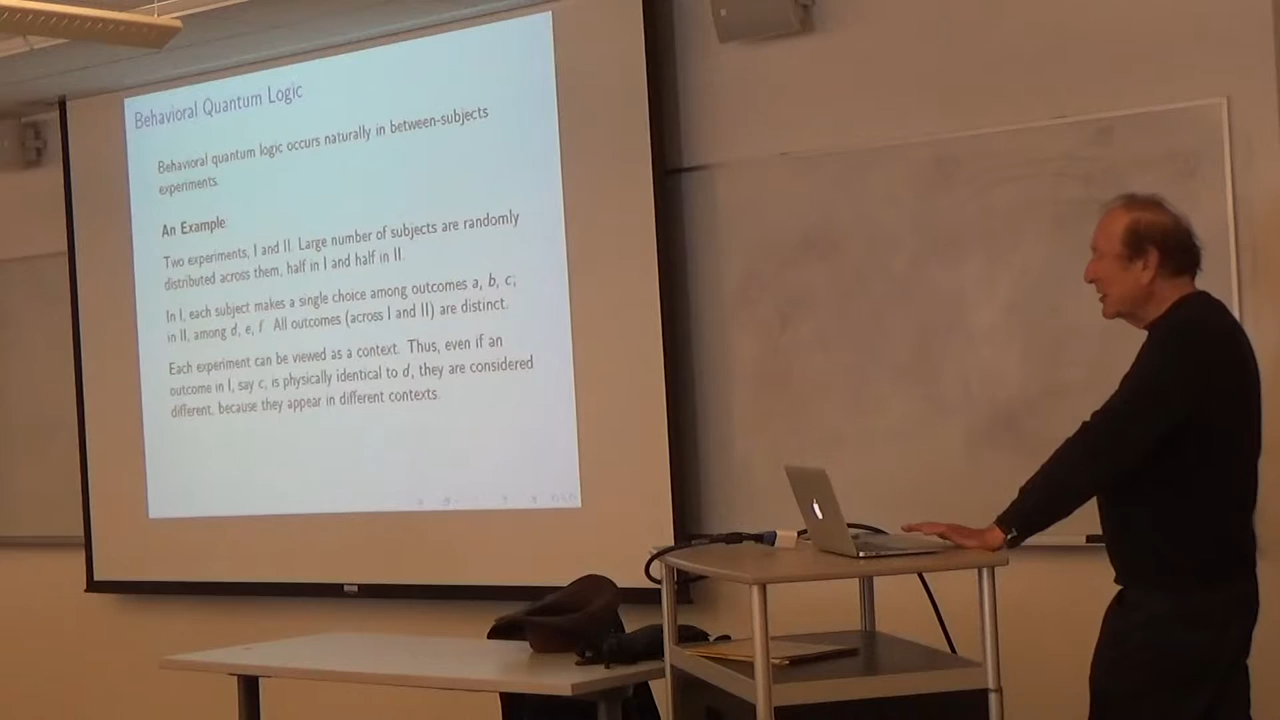 Behavioral Quantum Logic
Behavioral quantum logic occurs naturally in between-subjects
experiments.
An Example:
Two experiments, I and II. Large number of subjects are randomly
distributed across them, half in I and half in II.
In I, each subject makes a single choice among outcomes a, b, c;
in II, among d, e, f. All outcomes (across I and II) are distinct.
Each experiment can be viewed as a context. Thus, even if an
outcome in I, say c, is physically identical to d, they are considered
different, because they appear in different contexts.